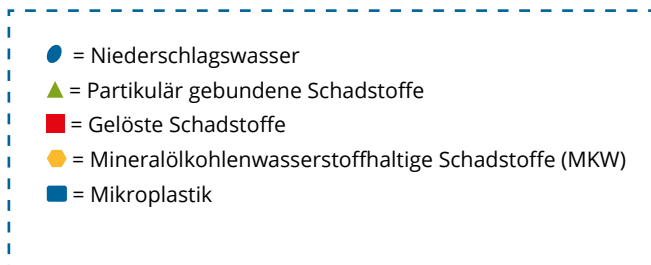 = Niederschlagswasser
= Partikulär gebundene Schadstoffe
= Gelöste Schadstoffe
= Mineralölkohlenwasserstoffhaltige Schadstoffe (MKW)
= Mikroplastik